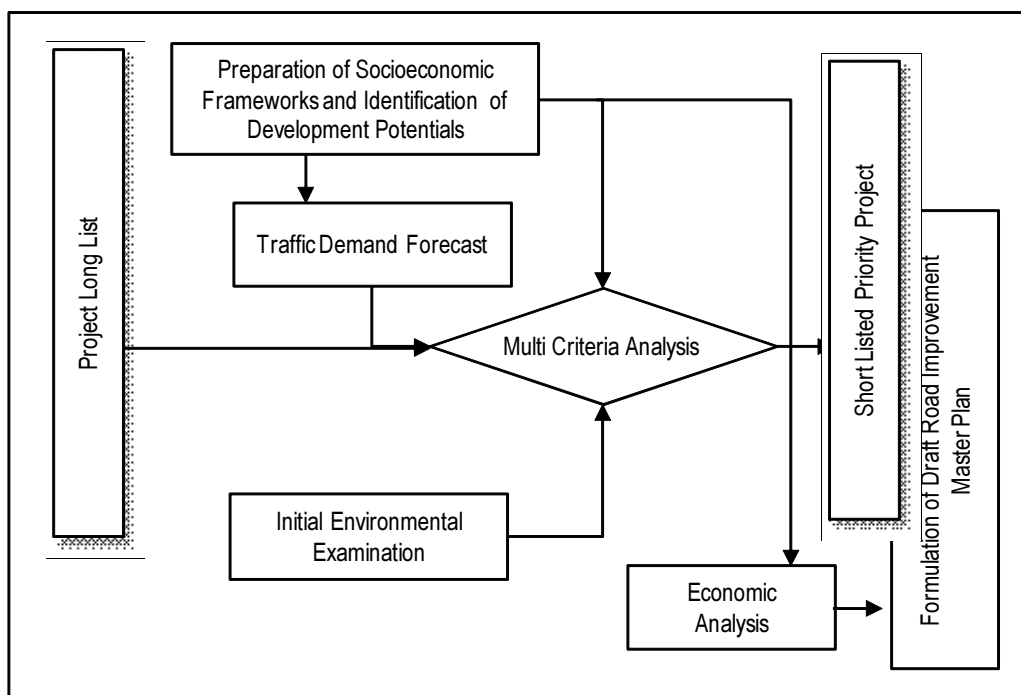 Project Long List
Preparation of Socioeconomic
Frameworks and Identification of
Development Potentials
Traffic Demand Forecast
Multi Criteria Analysis
Initial Environmental
Examination
Economic
Analysis
Short Listed Priority Project
Formulation of Draft Road Improvement
Master Plan